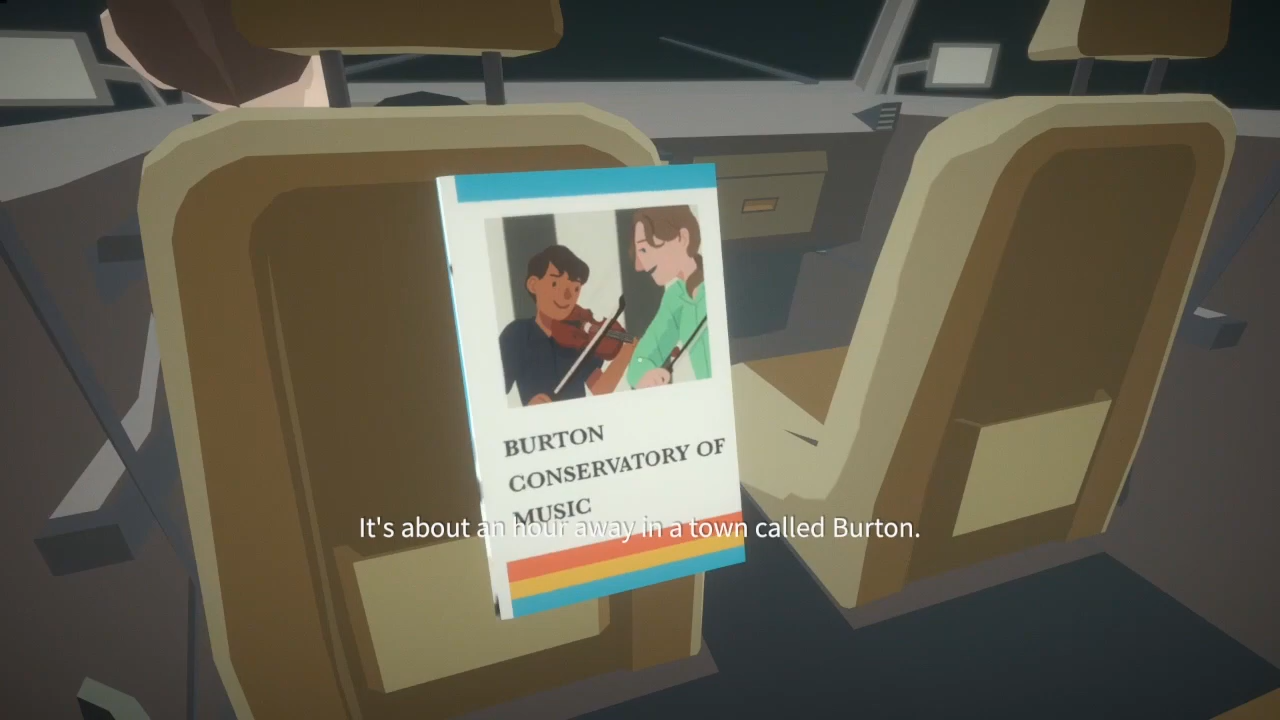 BURTON
CONSERVATORY OF
MUSIC
It's about an hour away in a town called Burton.